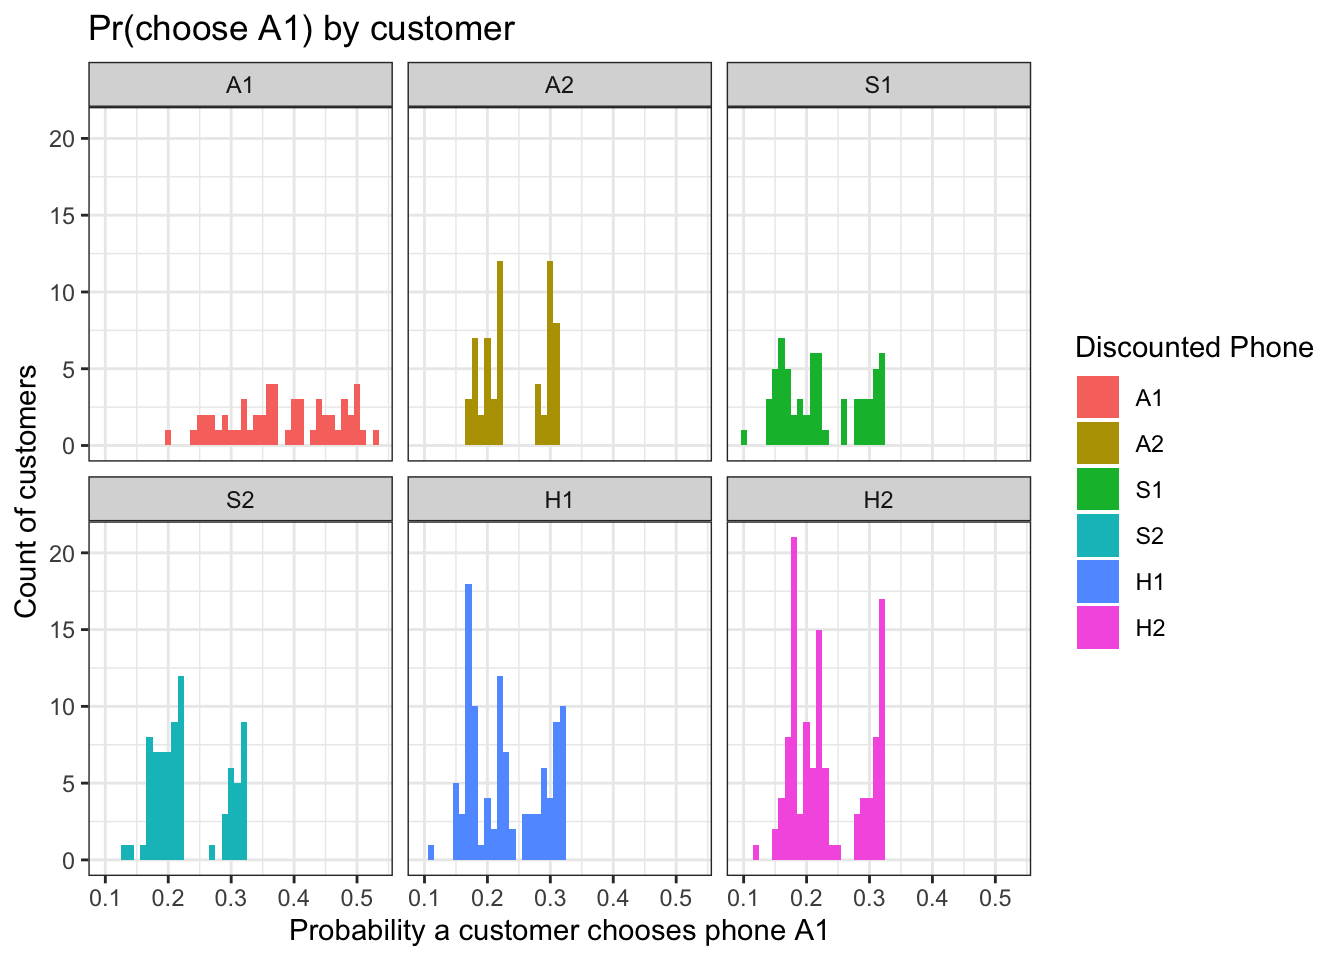 Pr(choose A1) by customer
A1
A2
S1
20
15
10
5
0
S2
H1
H2
20
15
10
5
0
0.1 0.2 0.3 0.4 0.5
0.1 0.2 0.3 0.4 0.5
0.1 0.2 0.3 0.4 0.5
Probability a customer chooses phone A1
Count of customers
Discounted Phone
A1
A2
S1
S2
H1
H2